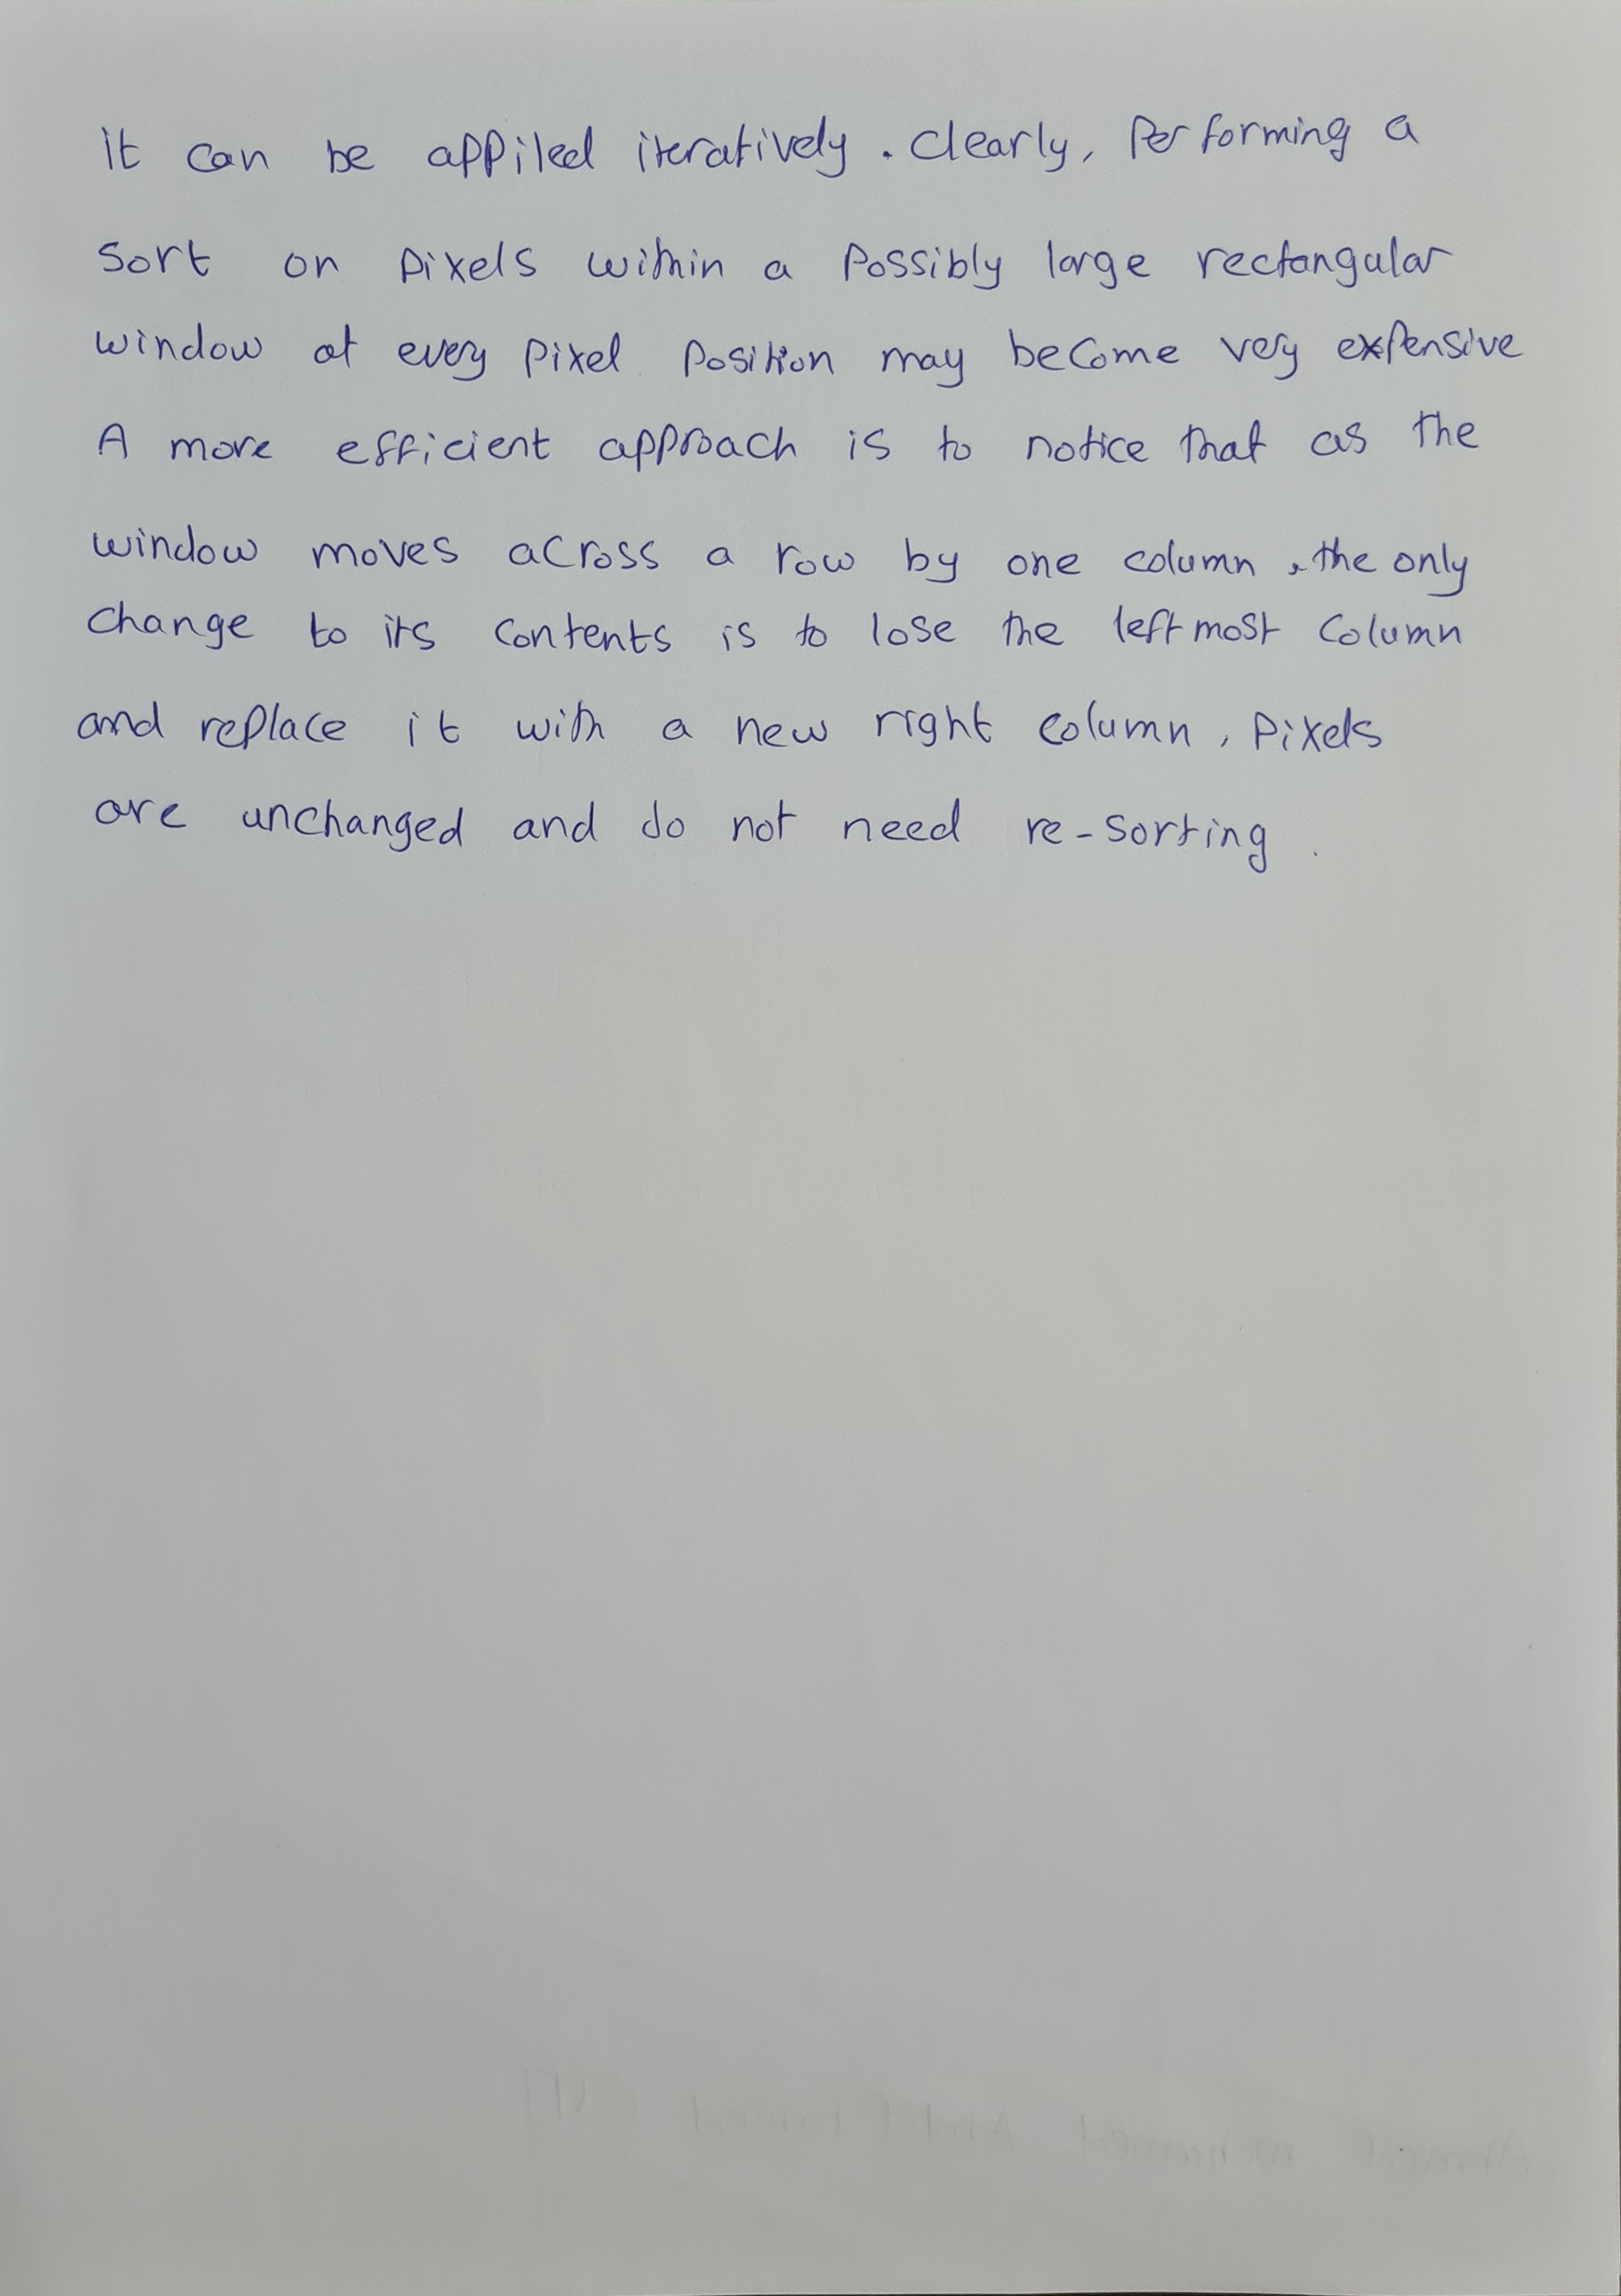 It can be appiled iteratively. Clearly, Performing a
Sort on pixels within a Possibly large rectangular
window at every Pixel Position may become very expensive
A more efficient approach is to notice that as the
window moves across a row by one column, the only
change to its contents is to lose the leftmost column
and replace it with a new right column, Pixels
are unchanged and do not need re-sorting.